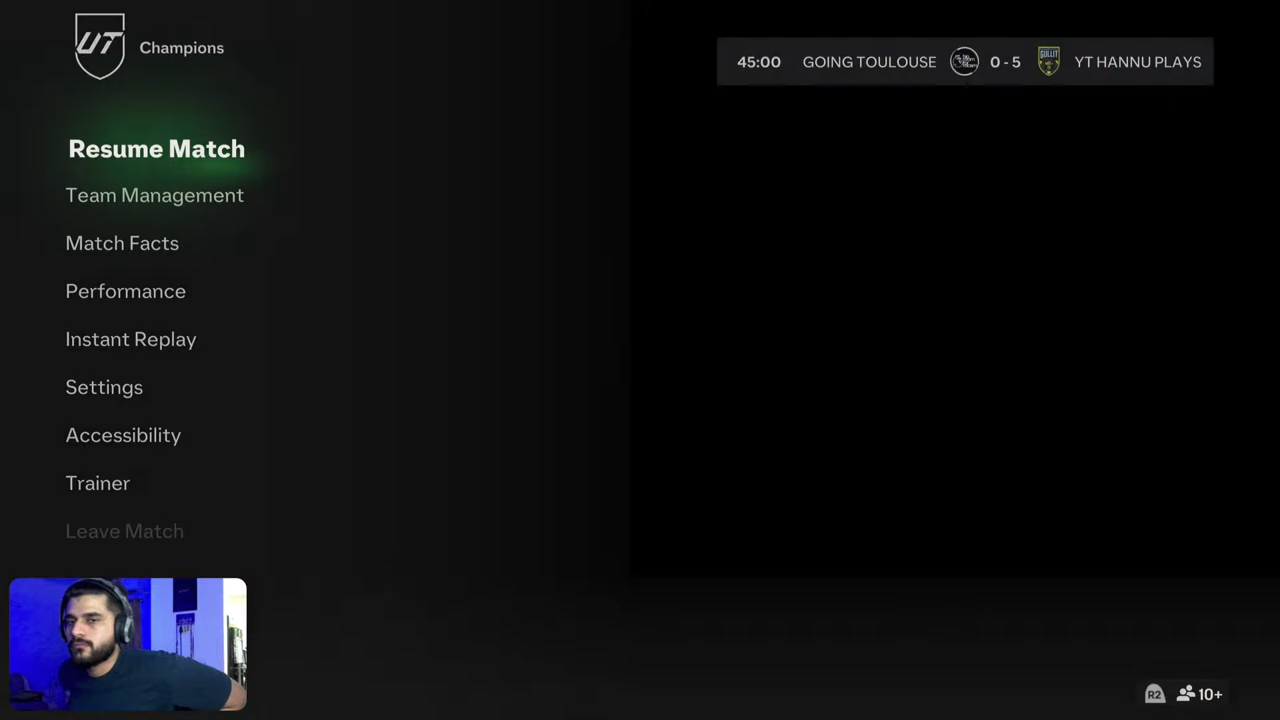 UT Champions
45:00 GOING TOULOUSE 0 - 5 GULLIT YT HANNU PLAYS
Resume Match
Team Management
Match Facts
Performance
Instant Replay
Settings
Accessibility
Trainer
Leave Match
R2 10+